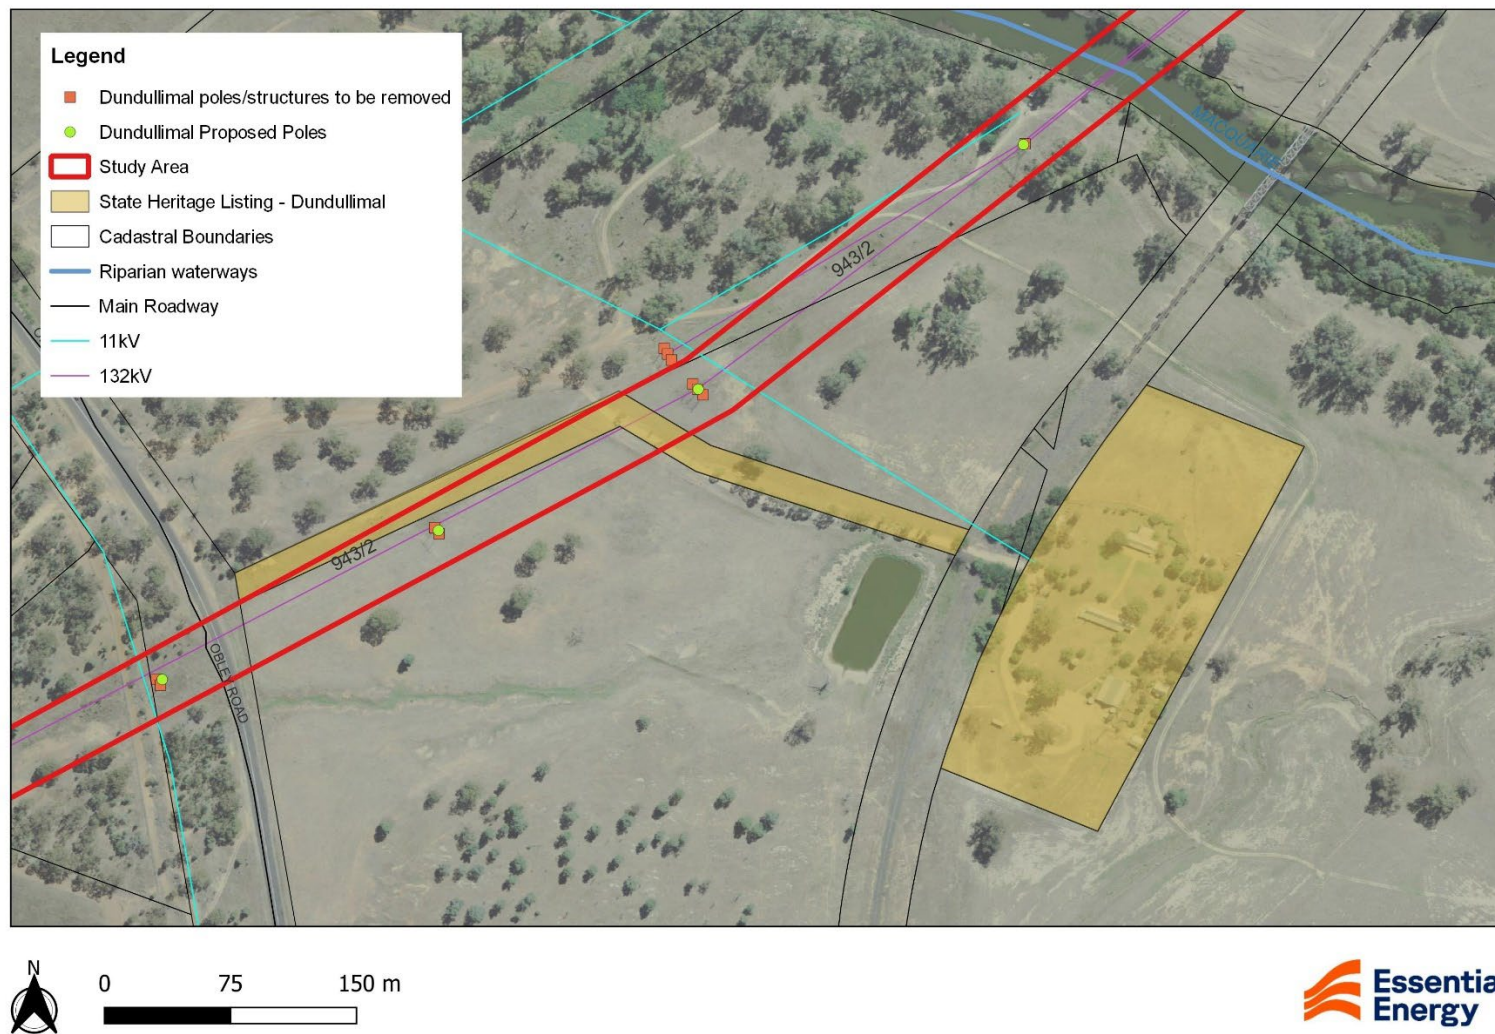 Legend
Dundullimal poles/structures to be removed
Dundullimal Proposed Poles
Study Area
State Heritage Listing - Dundullimal
Cadastral Boundaries
Riparian waterways
Main Roadway
11kV
132kV
943/2
943/2
OBLEY ROAD
N
0 75 150 m
Essentia
Energy